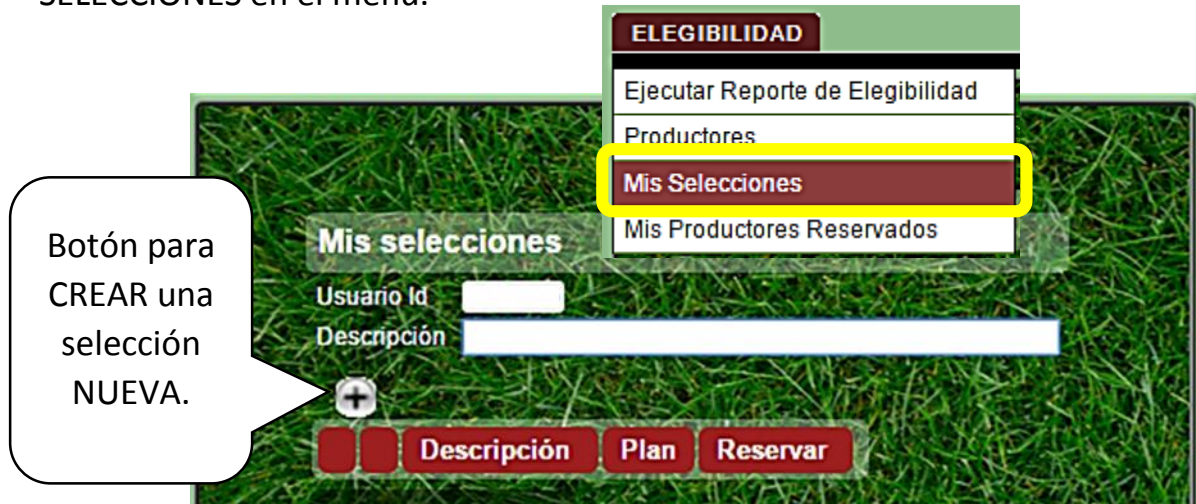 SELECCIONES en el menú.
ELEGIBILIDAD
Ejecutar Reporte de Elegibilidad
Productores
Mis Selecciones
Mis Productores Reservados
Mis selecciones
Usuario Id
Descripción
Botón para
CREAR una
selección
NUEVA.
Descripción Plan Reservar